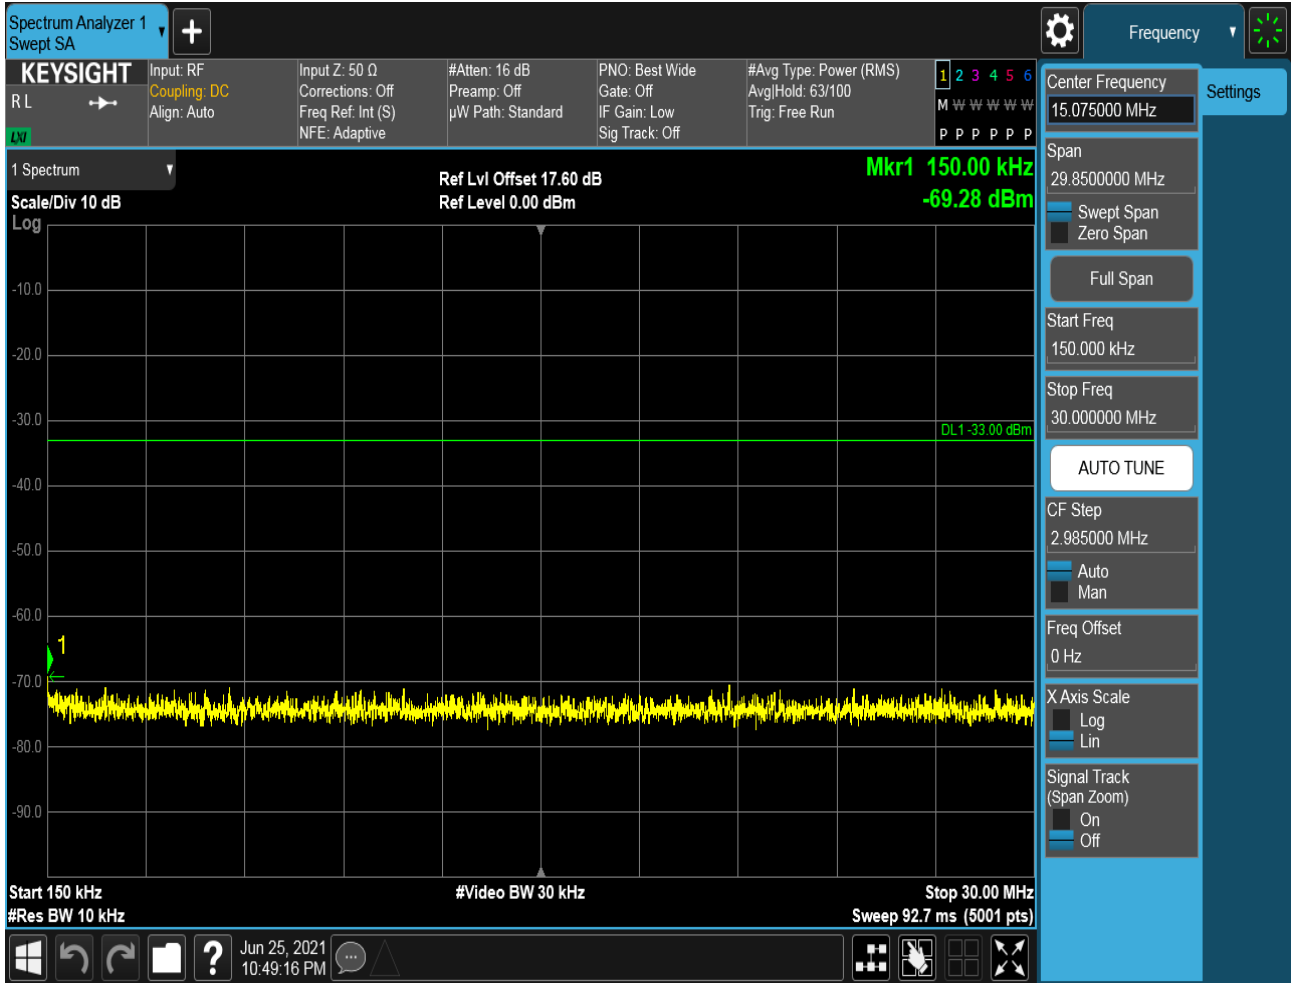 Spectrum Analyzer 1
Swept SA
Frequency
KEYSIGHT
R L
LXI
Input: RF
Coupling: DC
Align: Auto
Input Z: 50 Ω
Corrections: Off
Freq Ref: Int (S)
NFE: Adaptive
#Atten: 16 dB
Preamp: Off
µW Path: Standard
PNO: Best Wide
Gate: Off
IF Gain: Low
Sig Track: Off
#Avg Type: Power (RMS)
Avg|Hold: 63/100
Trig: Free Run
1 2 3 4 5 6
M W W W W W
P P P P P P
1 Spectrum
Scale/Div 10 dB
Log
Ref Lvl Offset 17.60 dB
Ref Level 0.00 dBm
Mkr1 150.00 kHz
-69.28 dBm
-10.0
-20.0
-30.0
DL1 -33.00 dBm
-40.0
-50.0
-60.0
1
-70.0
-80.0
-90.0
Start 150 kHz
#Res BW 10 kHz
#Video BW 30 kHz
Stop 30.00 MHz
Sweep 92.7 ms (5001 pts)
Center Frequency
15.075000 MHz
Settings
Span
29.8500000 MHz
Swept Span
Zero Span
Full Span
Start Freq
150.000 kHz
Stop Freq
30.000000 MHz
AUTO TUNE
CF Step
2.985000 MHz
Auto
Man
Freq Offset
0 Hz
X Axis Scale
Log
Lin
Signal Track
(Span Zoom)
On
Off
?
Jun 25, 2021
10:49:16 PM